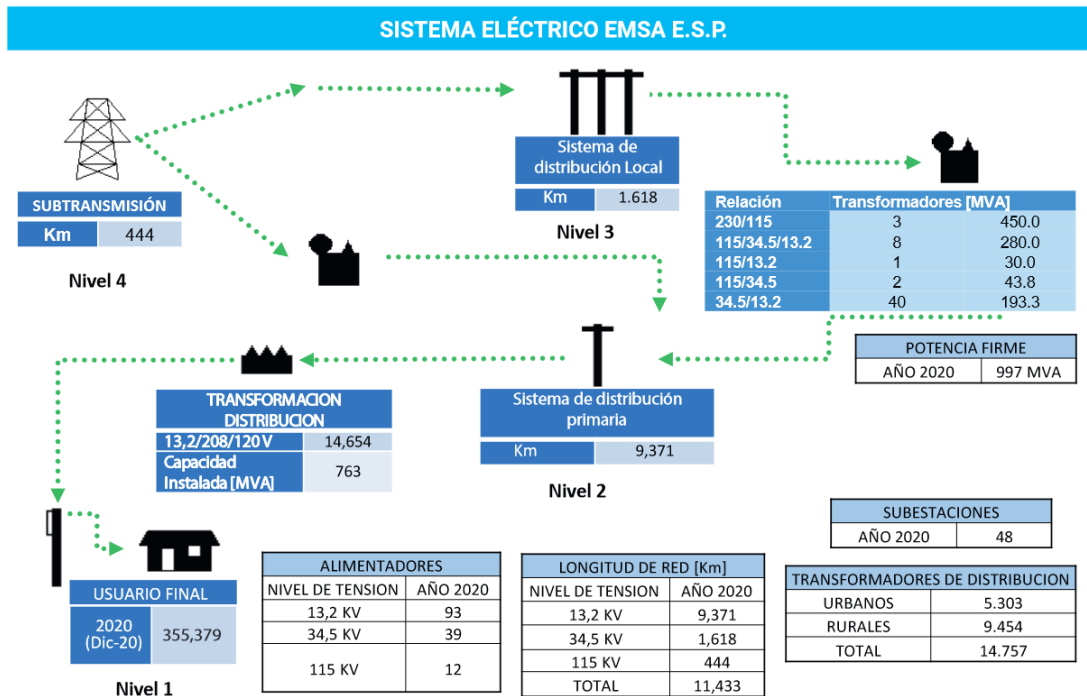 SISTEMA ELÉCTRICO EMSA E.S.P.
SUBTRANSMISIÓN
Km 444
Nivel 4
Sistema de
distribución Local
Km 1.618
Nivel 3
Relación Transformadores [MVA]
230/115 3 450.0
115/34.5/13.2 8 280.0
115/13.2 1 30.0
115/34.5 2 43.8
34.5/13.2 40 193.3
POTENCIA FIRME
AÑO 2020 997 MVA
TRANSFORMACION
DISTRIBUCION
13,2/208/120 V 14,654
Capacidad
Instalada [MVA] 763
Sistema de distribución
primaria
Km 9,371
Nivel 2
USUARIO FINAL
2020
(Dic-20) 355,379
Nivel 1
ALIMENTADORES
NIVEL DE TENSION AÑO 2020
13,2 KV 93
34,5 KV 39
115 KV 12
LONGITUD DE RED [Km]
NIVEL DE TENSION AÑO 2020
13,2 KV 9,371
34,5 KV 1,618
115 KV 444
TOTAL 11,433
SUBESTACIONES
AÑO 2020 48
TRANSFORMADORES DE DISTRIBUCION
URBANOS 5.303
RURALES 9.454
TOTAL 14.757